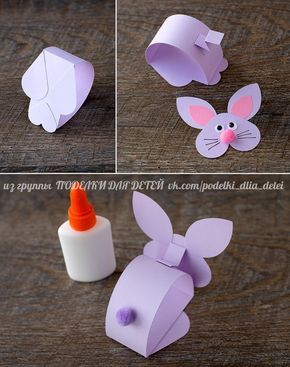 из группы ПОДЕЛКИ ДЛЯ ДЕТЕЙ vk.com/podelki_dlia_detei